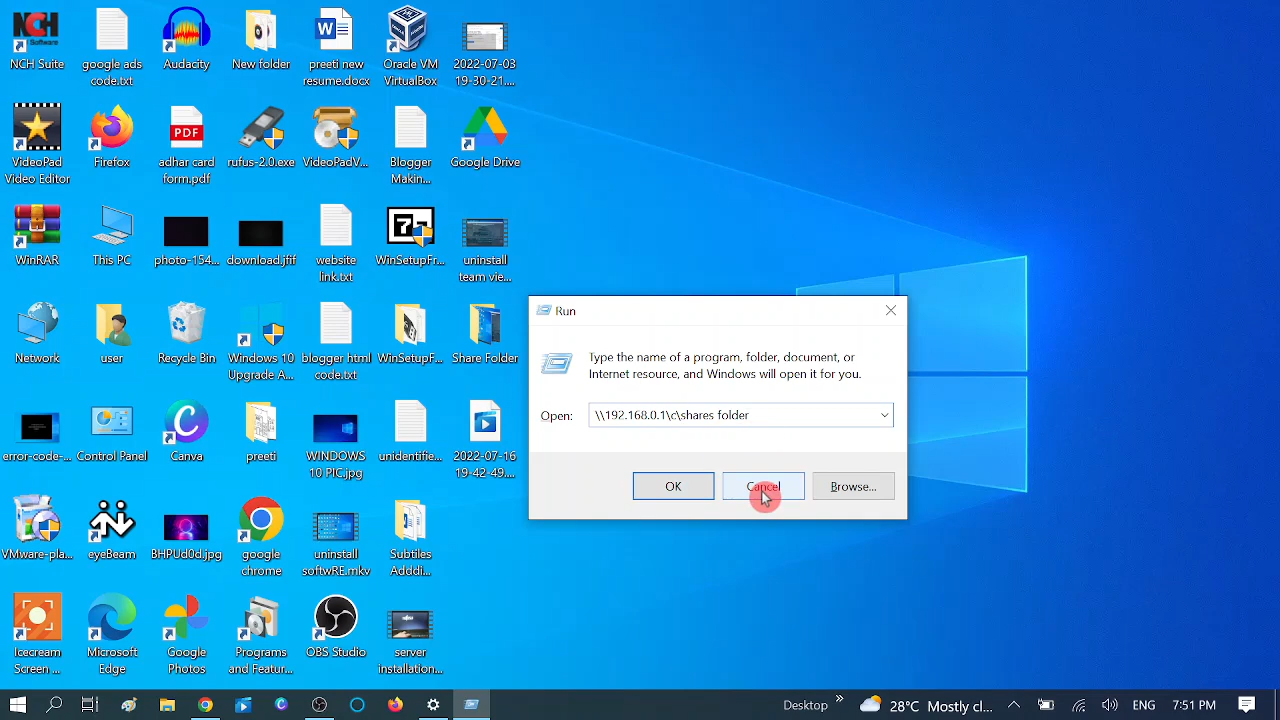 NCH Suite
google ads
code.txt
Audacity
New folder
preeti new
resume.docx
Oracle VM
VirtualBox
2022-07-03
19-30-21....
VideoPad
Video Editor
Firefox
PDF
adhar card
form.pdf
rufus-2.0.exe
VideoPadV...
Blogger
Makin...
Google Drive
WinRAR
This PC
photo-154...
download.jfif
website
link.txt
WinSetupFr...
uninstall
team vie...
Network
user
Recycle Bin
Windows 10
Upgrade A...
blogger html
code.txt
WinSetupF...
Share Folder
error-code-...
Control Panel
Canva
preeti
WINDOWS
10 PIC.jpg
unidentifie...
2022-07-16
19-42-49....
VMware-pla...
eyeBeam
BHPUd0d.jpg
google
chrome
uninstall
softwRE.mkv
Subtiles
Adddi...
Icecream
Screen ...
Microsoft
Edge
Google
Photos
Programs
and Featur...
OBS Studio
server
installation...
Run
Type the name of a program, folder, document, or
Internet resource, and Windows will open it for you.
Open: \\192.168.0.1\c\shares folder
OK Cancel Browse...
Desktop » 28°C Mostly cl... ENG 7:51 PM